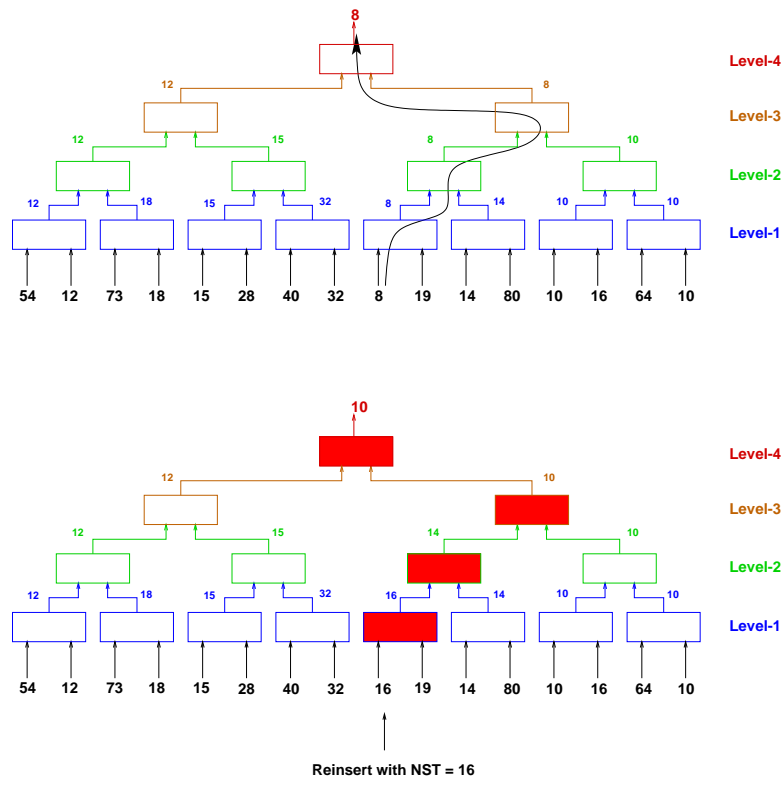 8
Level-4
12 8
Level-3
12 15 8 10
Level-2
12 18 15 32 8 14 10 10
Level-1
54 12 73 18 15 28 40 32 8 19 14 80 10 16 64 10
10
Level-4
12 10
Level-3
12 15 14 10
Level-2
12 18 15 32 16 14 10 10
Level-1
54 12 73 18 15 28 40 32 16 19 14 80 10 16 64 10
Reinsert with NST = 16